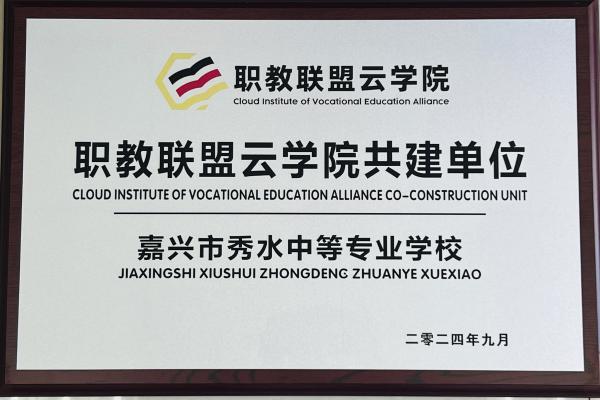 职教联盟云学院
Cloud Institute of Vocational Education Alliance
职教联盟云学院共建单位
CLOUD INSTITUTE OF VOCATIONAL EDUCATION ALLIANCE CO-CONSTRUCTION UNIT
嘉兴市秀水中等专业学校
JIAXINGSHI XIUSHUI ZHONGDENG ZHUANYE XUEXIAO
二零二四年九月